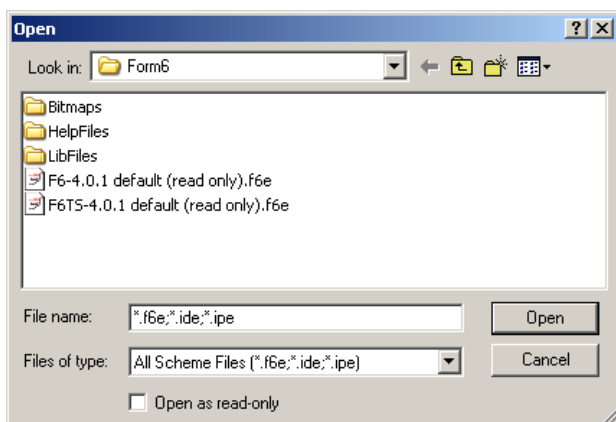 Open
Look in: Form6
Bitmaps
HelpFiles
LibFiles
F6-4.0.1 default (read only).f6e
F6TS-4.0.1 default (read only).f6e
File name: *.f6e;*.ide;*.ipe Open
Files of type: All Scheme Files (*.f6e;*.ide;*.ipe) Cancel
Open as read-only